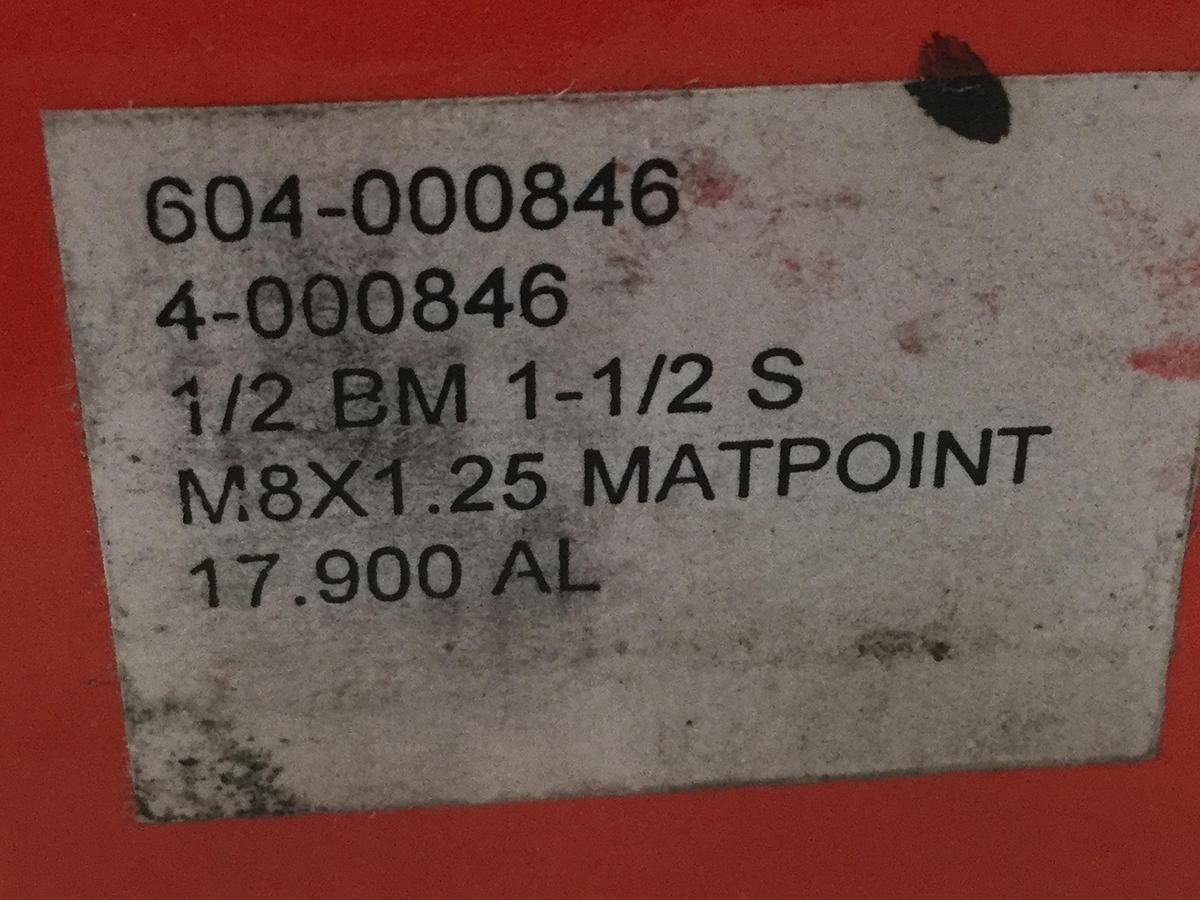 604-000846
4-000846
1/2 BM 1-1/2 S
M8X1.25 MATPOINT
17.900 AL